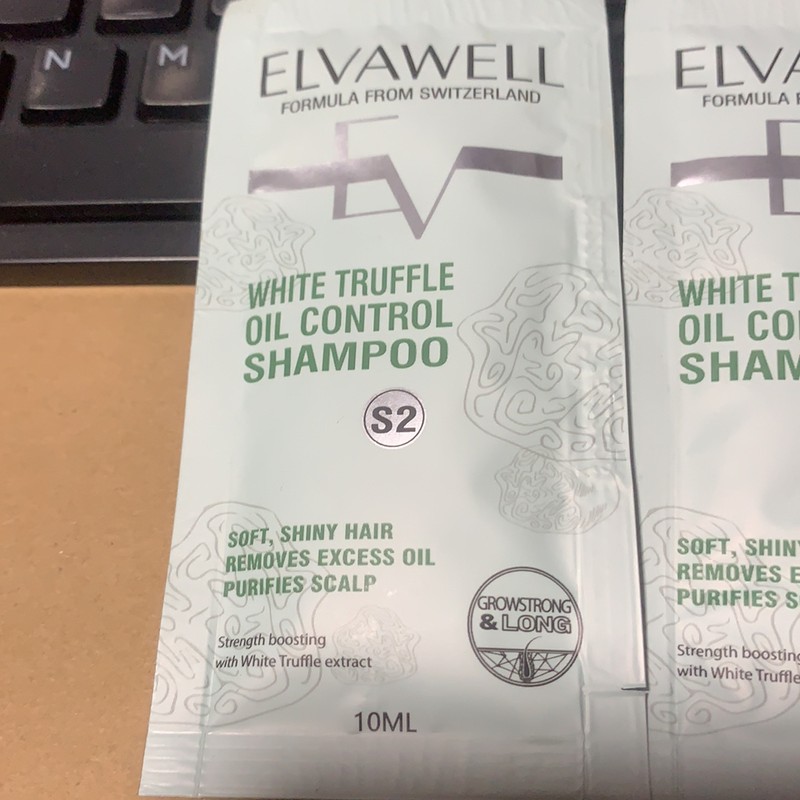 N M
ELVAWELL
FORMULA FROM SWITZERLAND
EV
WHITE TRUFFLE
OIL CONTROL
SHAMPOO
S2
SOFT, SHINY HAIR
REMOVES EXCESS OIL
PURIFIES SCALP
Strength boosting
with White Truffle extract
GROWSTRONG
& LONG
10ML
ELVA
FORMULA F
E
WHITE T
OIL CO
SHAM
SOFT, SHINY
REMOVES E
PURIFIES S
Strength boosting
with White Truffle